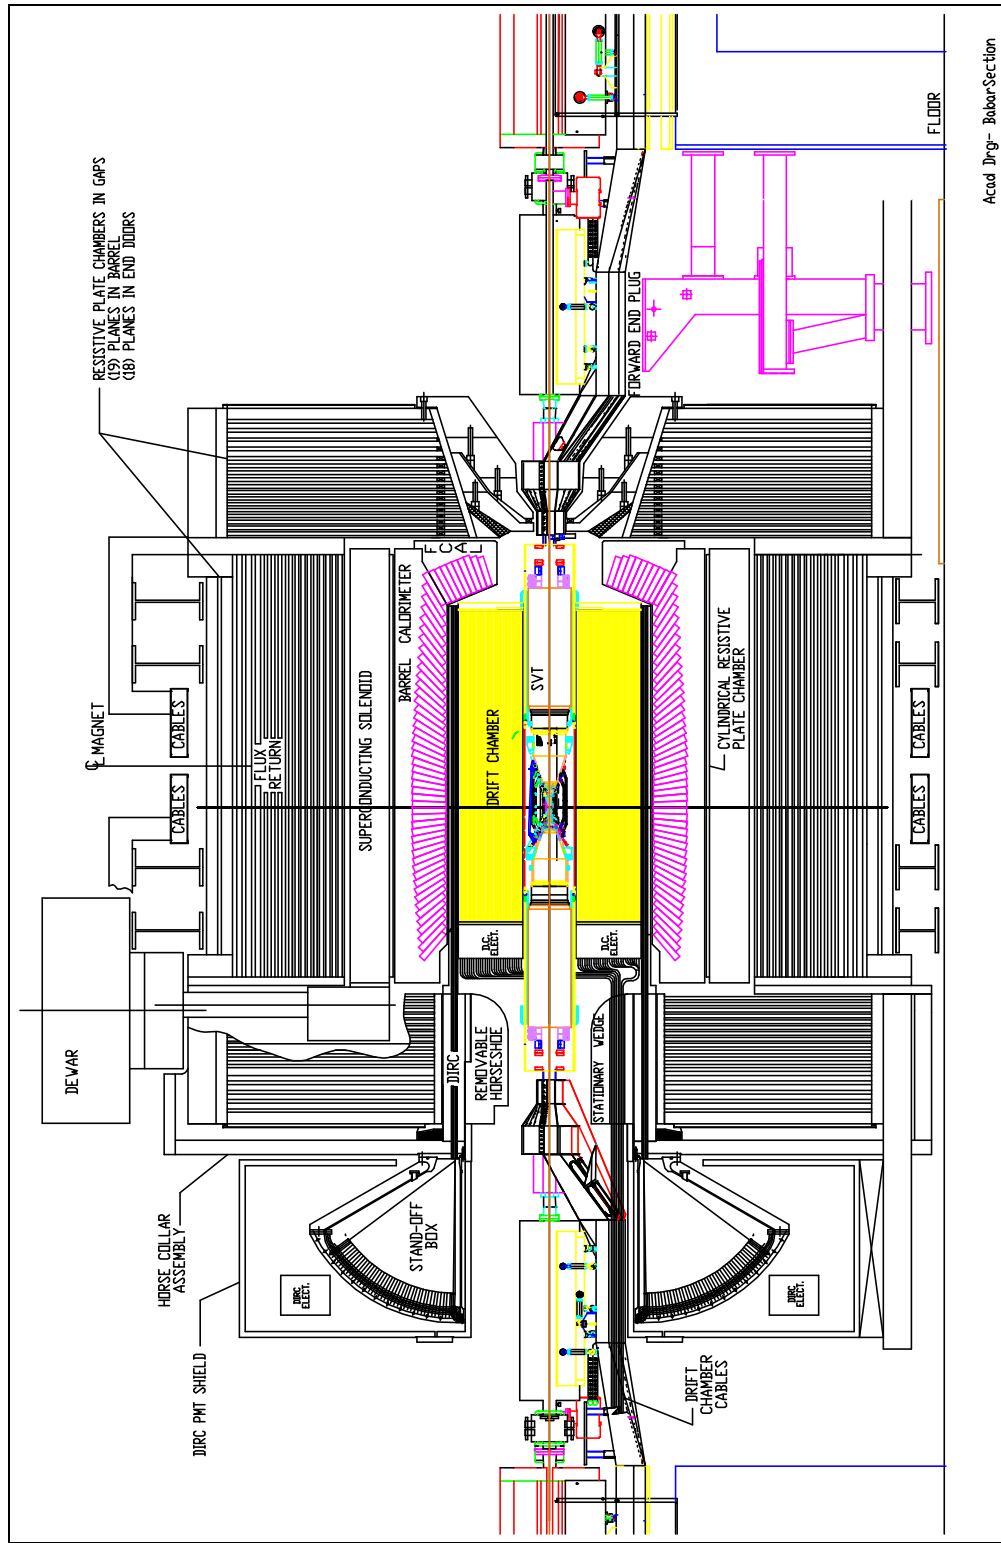 RESISTIVE PLATE CHAMBERS IN GAPS
(19) PLANES IN BARREL
(18) PLANES IN END DOORS
℄ MAGNET
CABLES
CABLES
DEWAR
HORSE COLLAR
ASSEMBLY
DIRC PMT SHIELD
FLUX
RETURN
SUPERCONDUCTING SOLENOID
BARREL CALORIMETER
FCAL
DRIFT CHAMBER
SVT
D.C.
ELECT.
D.C.
ELECT.
DIRC
REMOVABLE
HORSESHOE
STAND-OFF
BOX
DIRC
ELECT.
STATIONARY WEDGE
FORWARD END PLUG
CYLINDRICAL RESISTIVE
PLATE CHAMBER
DRIFT
CHAMBER
CABLES
DIRC
ELECT.
CABLES
CABLES
FLOOR
Acad Drg- BabarSection